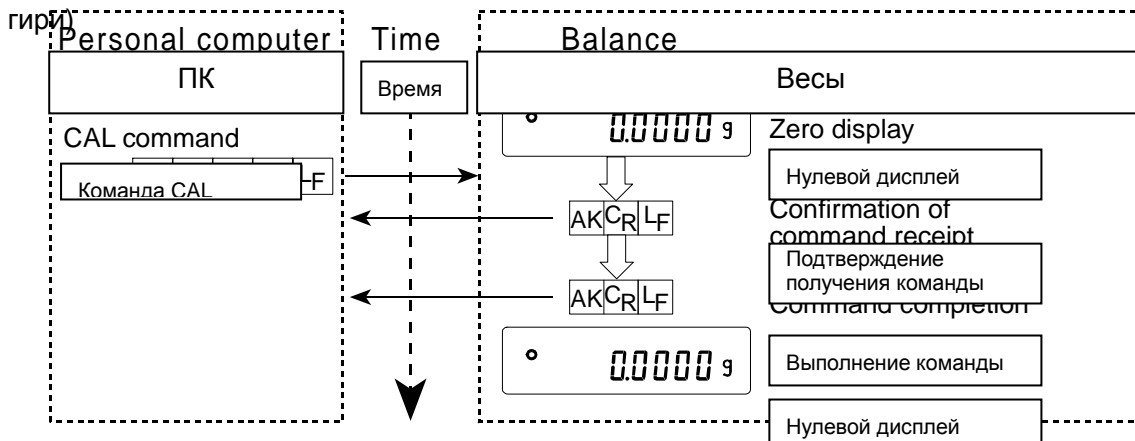 гири)
Personal computer
Time
Balance
ПК
Время
Весы
0.0000 g
CAL command
Zero display
Команда CAL
LF
Нулевой дисплей
AK CR LF
Confirmation of
command receipt
Подтверждение
получения команды
AK CR LF
Command completion
0.0000 g
Выполнение команды
Нулевой дисплей